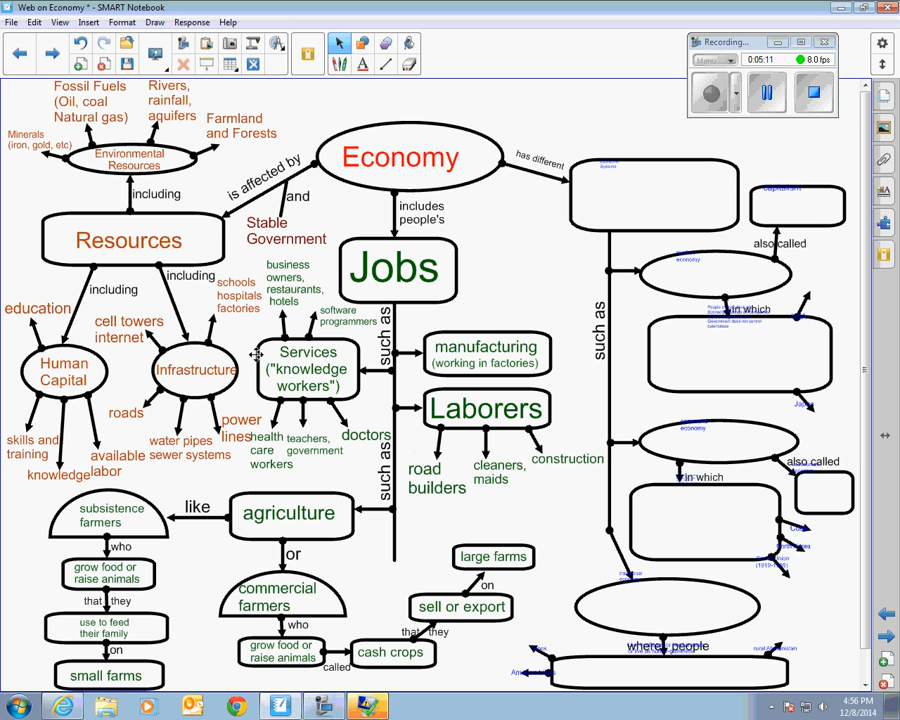 Web on Economy * - SMART Notebook
File Edit View Insert Format Draw Response Help
Recording...
Menu
0:05:11
8.0 fps
Fossil Fuels
(Oil, coal
Natural gas)
Rivers,
rainfall,
aquifers
Farmland
and Forests
Minerals
(iron, gold, etc)
Environmental
Resources
including
is affected by
and
Stable
Government
Economy
has different
includes
people's
Resources
including
including
Jobs
also called
economy
in which
such as
such as
education
cell towers
internet
schools
hospitals
factories
business
owners,
restaurants,
hotels
software
programmers
Human
Capital
Infrastructure
Services
("knowledge
workers")
manufacturing
(working in factories)
Laborers
roads
power
lines
water pipes
sewer systems
skills and
training
knowledge
available
labor
health
care
workers
teachers,
government
doctors
such as
road
builders
cleaners,
maids
construction
economy
also called
in which
subsistence
farmers
like
agriculture
or
who
grow food or
raise animals
that they
use to feed
their family
on
small farms
commercial
farmers
who
grow food or
raise animals
called
cash crops
that they
sell or export
on
large farms
(1919-1989)
where people
rural Afghanistan
4:56 PM
12/8/2014